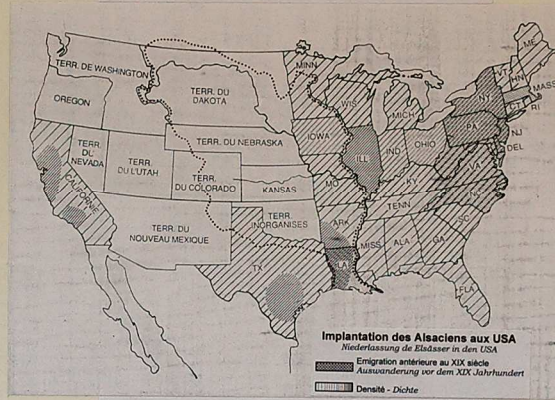 TERR. DE WASHINGTON
OREGON
TERR. DU
DAKOTA
MINN
WIS
MICH
ME
VT
NH
MASS
NY
CT
RI
PA
NJ
DEL
IOWA
ILL
IND
OHIO
TERR. DU NEBRASKA
TERR.
DU
NEVADA
TERR.
DU L'UTAH
TERR.
DU COLORADO
KANSAS
MO
KY
VA
CALIFORNIE
TERR. DU
NOUVEAU MEXIQUE
TERR.
INORGANISES
ARK
TENN
NC
SC
TX
LA
MISS
ALA
GA
FLA
Implantation des Alsaciens aux USA
Niederlassung de Elsässer in den USA
Emigration antérieure au XIX siècle
Auswanderung vor dem XIX Jahrhundert
Densité - Dichte